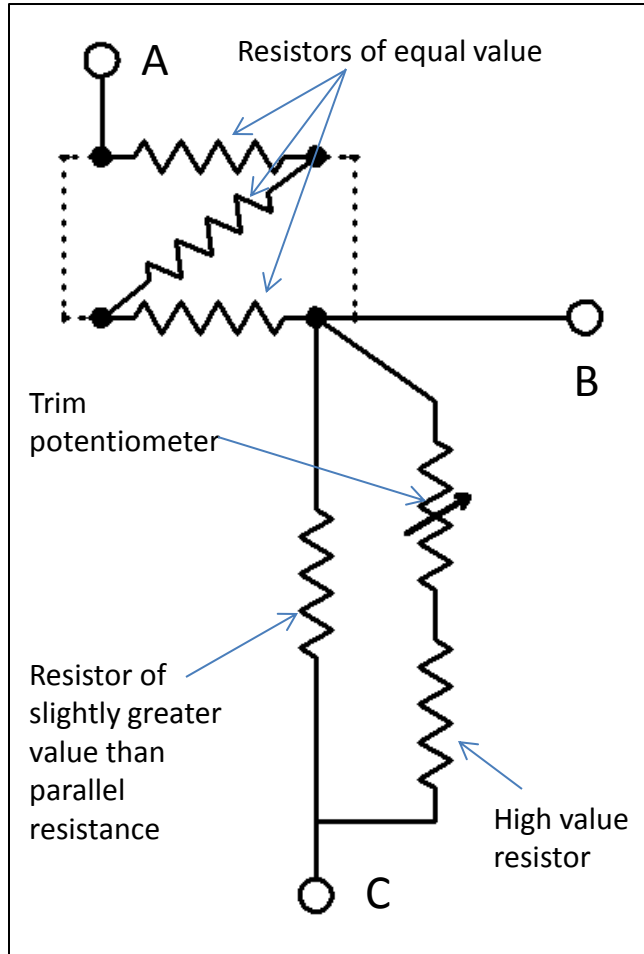 A
Resistors of equal value
B
Trim
potentiometer
Resistor of
slightly greater
value than
parallel
resistance
High value
resistor
C